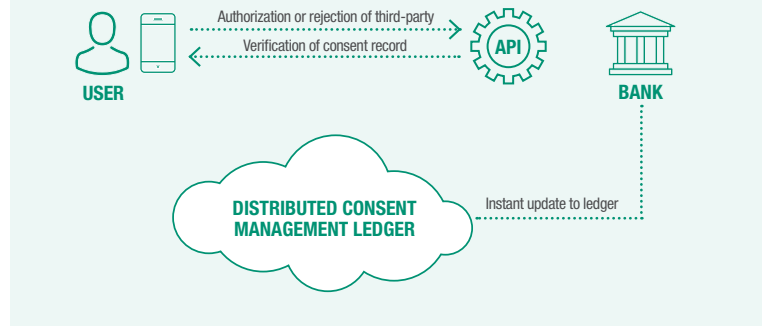 Authorization or rejection of third-party
Verification of consent record
API
USER
BANK
DISTRIBUTED CONSENT
MANAGEMENT LEDGER
Instant update to ledger